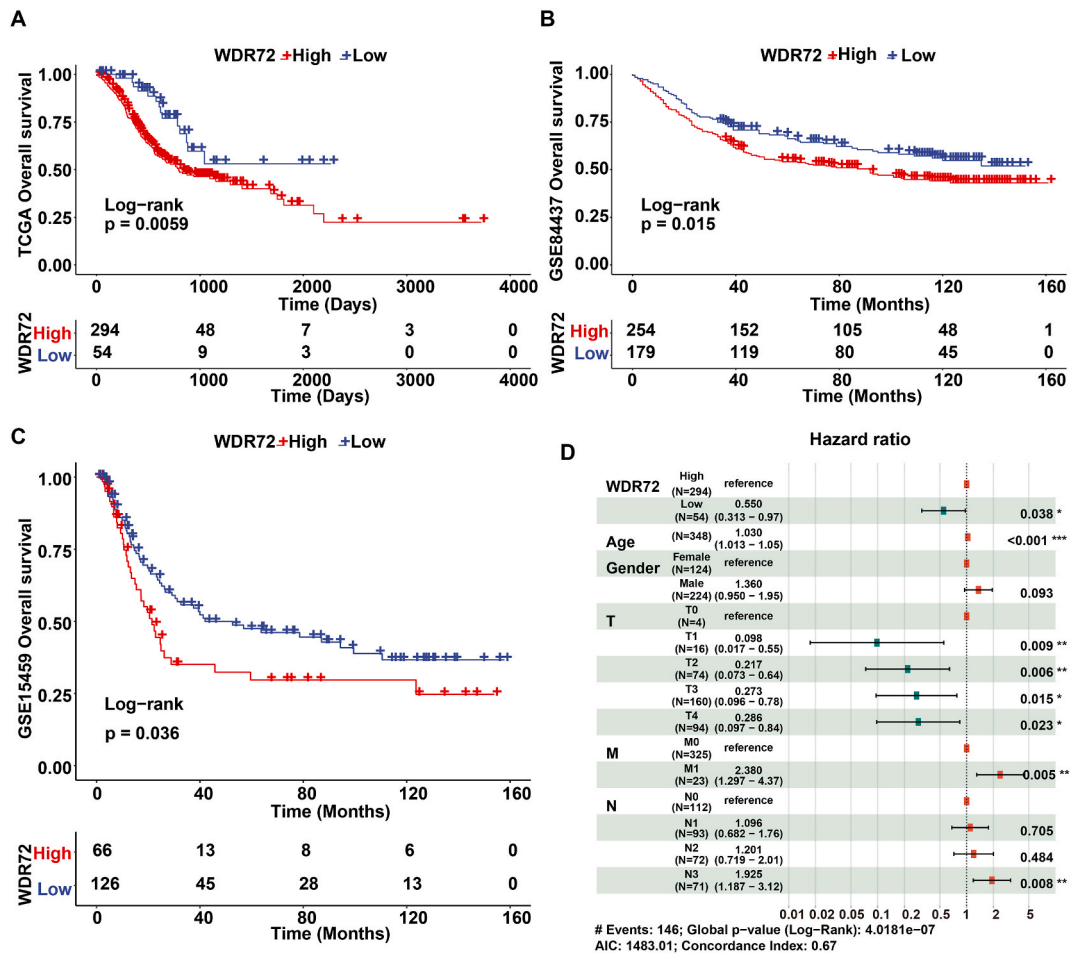 A
WDR72 High Low
TCGA Overall survival
1.00
0.75
0.50
0.25
0.00
Log-rank
p = 0.0059
0 1000 2000 3000 4000
Time (Days)
WDR72
High 294 48 7 3 0
Low 54 9 3 0 0
0 1000 2000 3000 4000
Time (Days)
B
WDR72 High Low
GSE84437 Overall survival
1.00
0.75
0.50
0.25
0.00
Log-rank
p = 0.015
0 40 80 120 160
Time (Months)
WDR72
High 254 152 105 48 1
Low 179 119 80 45 0
0 40 80 120 160
Time (Months)
C
WDR72 High Low
GSE15459 Overall survival
1.00
0.75
0.50
0.25
0.00
Log-rank
p = 0.036
0 40 80 120 160
Time (Months)
WDR72
High 66 13 8 6 0
Low 126 45 28 13 0
0 40 80 120 160
Time (Months)
D
Hazard ratio
WDR72 High
(N=294) reference
Low 0.550
(N=54) (0.313 − 0.97) 0.038 *
Age (N=348) 1.030
(1.013 − 1.05) <0.001 ***
Gender Female
(N=124) reference
Male 1.360
(N=224) (0.950 − 1.95) 0.093
T T0
(N=4) reference
T1 0.098
(N=16) (0.017 − 0.55) 0.009 **
T2 0.217
(N=74) (0.073 − 0.64) 0.006 **
T3 0.273
(N=160) (0.096 − 0.78) 0.015 *
T4 0.286
(N=94) (0.097 − 0.84) 0.023 *
M M0
(N=325) reference
M1 2.380
(N=23) (1.297 − 4.37) 0.005 **
N N0
(N=112) reference
N1 1.096
(N=93) (0.682 − 1.76) 0.705
N2 1.201
(N=72) (0.719 − 2.01) 0.484
N3 1.925
(N=71) (1.187 − 3.12) 0.008 **
0.01 0.02 0.05 0.1 0.2 0.5 1 2 5
# Events: 146; Global p-value (Log-Rank): 4.0181e-07
AIC: 1483.01; Concordance Index: 0.67